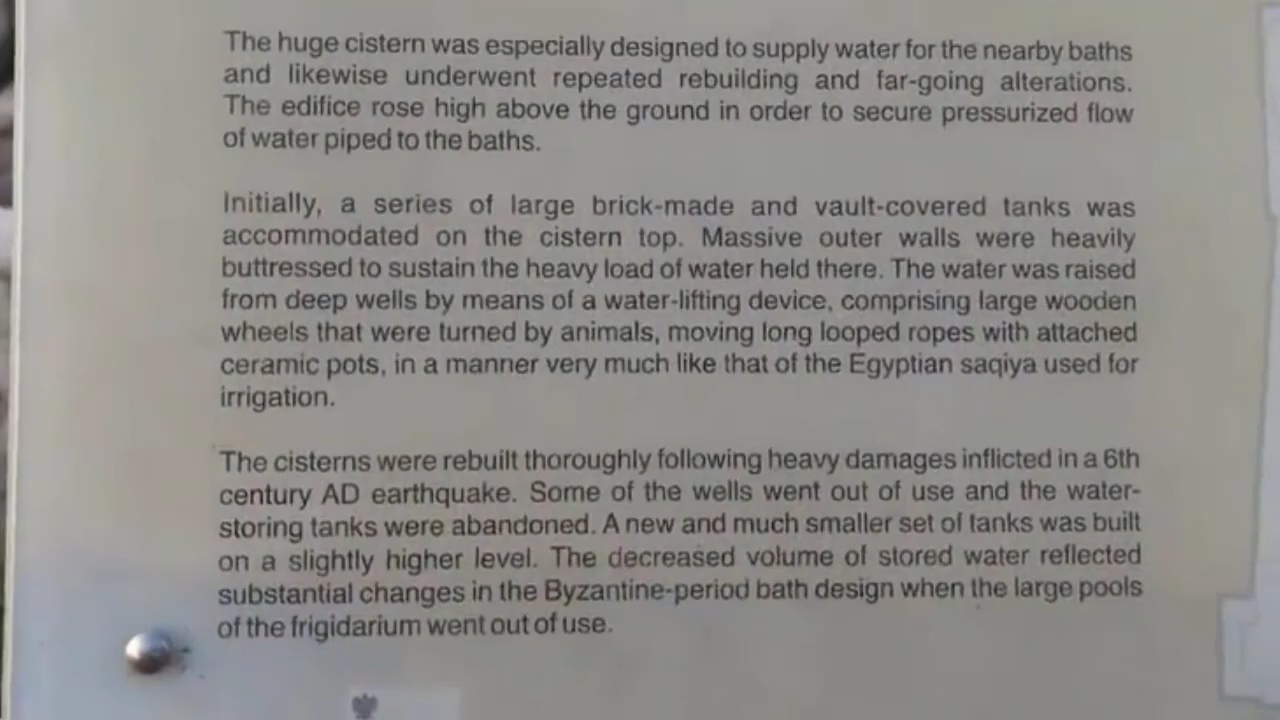 The huge cistern was especially designed to supply water for the nearby baths
and likewise underwent repeated rebuilding and far-going alterations.
The edifice rose high above the ground in order to secure pressurized flow
of water piped to the baths.
Initially, a series of large brick-made and vault-covered tanks was
accommodated on the cistern top. Massive outer walls were heavily
buttressed to sustain the heavy load of water held there. The water was raised
from deep wells by means of a water-lifting device, comprising large wooden
wheels that were turned by animals, moving long looped ropes with attached
ceramic pots, in a manner very much like that of the Egyptian saqiya used for
irrigation.
The cisterns were rebuilt thoroughly following heavy damages inflicted in a 6th
century AD earthquake. Some of the wells went out of use and the water-
storing tanks were abandoned. A new and much smaller set of tanks was built
on a slightly higher level. The decreased volume of stored water reflected
substantial changes in the Byzantine-period bath design when the large pools
of the frigidarium went out of use.